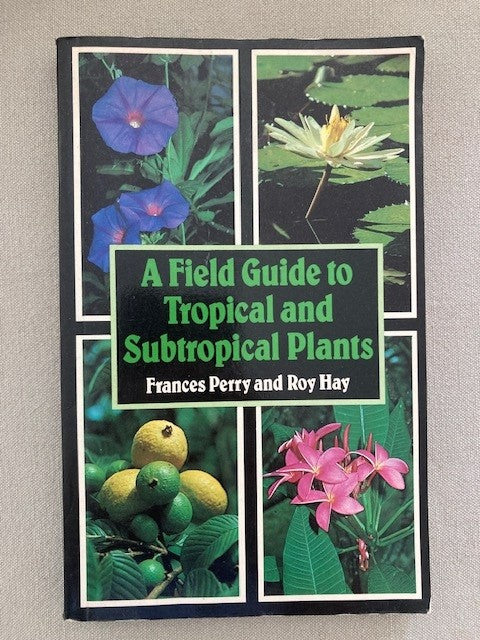 A Field Guide to
Tropical and
Subtropical Plants
Frances Perry and Roy Hay